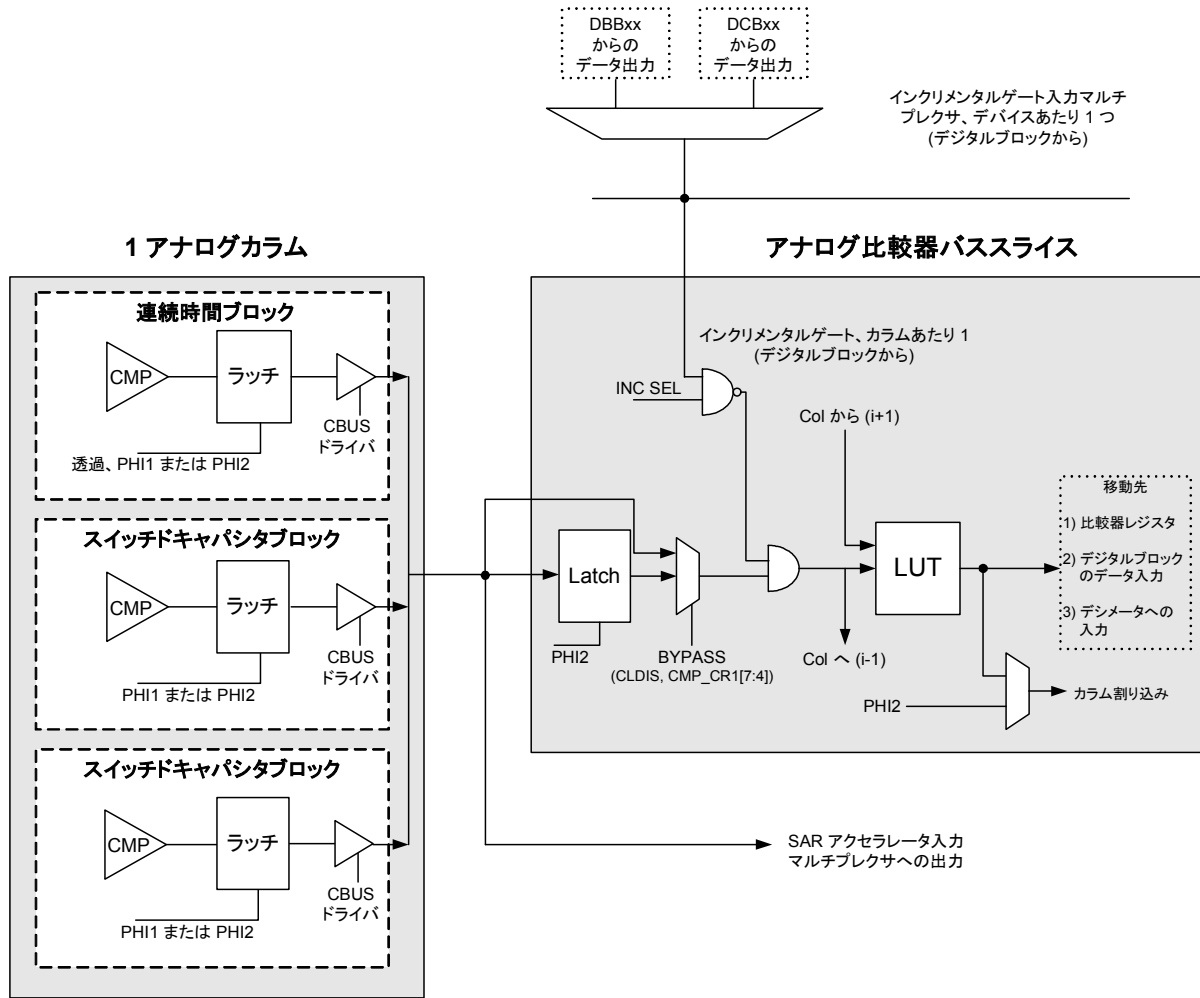 DBBxx
からの
データ出力
DCBxx
からの
データ出力
インクリメンタルゲート入力マルチ
プレクサ、デバイスあたり 1 つ
(デジタルブロックから)
1 アナログカラム
アナログ比較器バススライス
連続時間ブロック
CMP
ラッチ
CBUS
ドライバ
透過、PHI1 または PHI2
スイッチドキャパシタブロック
CMP
ラッチ
CBUS
ドライバ
PHI1 または PHI2
スイッチドキャパシタブロック
CMP
ラッチ
CBUS
ドライバ
PHI1 または PHI2
インクリメンタルゲート、カラムあたり 1
(デジタルブロックから)
INC SEL
Col から (i+1)
Latch
PHI2
BYPASS
(CLDIS, CMP_CR1[7:4])
Col へ (i-1)
LUT
移動先
1) 比較器レジスタ
2) デジタルブロック
のデータ入力
3) デシメータへの
入力
PHI2
カラム割り込み
SAR アクセラレータ入力
マルチプレクサへの出力